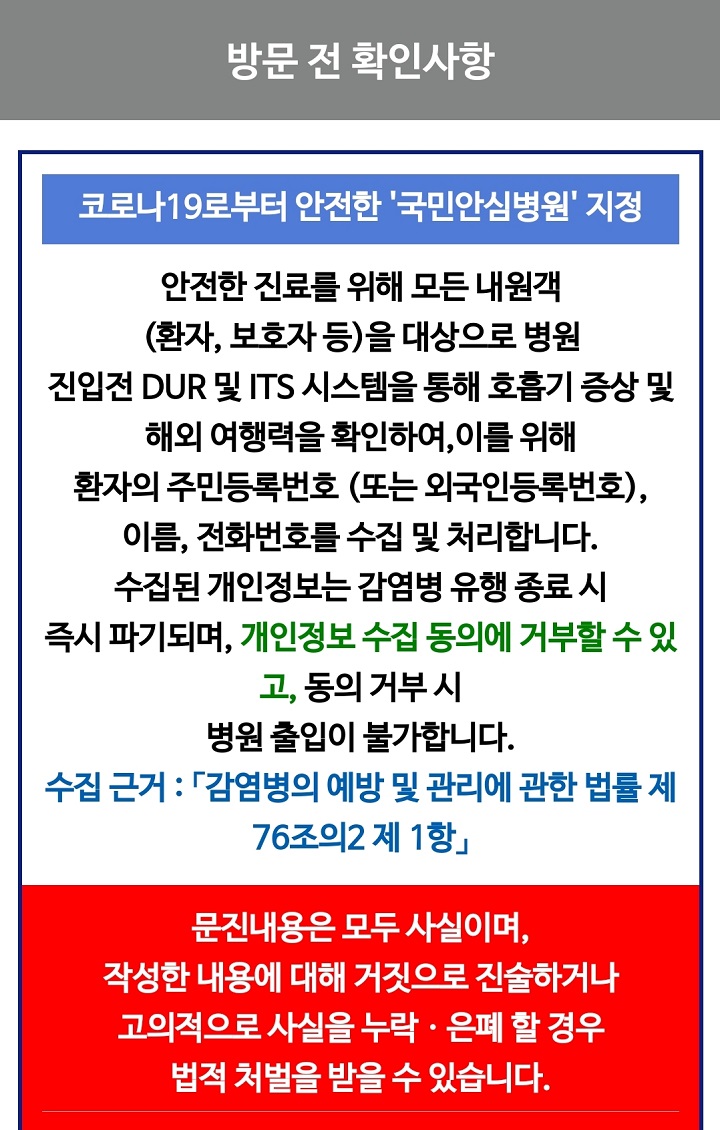 방문 전 확인사항
코로나19로부터 안전한 '국민안심병원' 지정
안전한 진료를 위해 모든 내원객
(환자, 보호자 등)을 대상으로 병원
진입전 DUR 및 ITS 시스템을 통해 호흡기 증상 및
해외 여행력을 확인하여,이를 위해
환자의 주민등록번호 (또는 외국인등록번호),
이름, 전화번호를 수집 및 처리합니다.
수집된 개인정보는 감염병 유행 종료 시
즉시 파기되며, 개인정보 수집 동의에 거부할 수 있
고, 동의 거부 시
병원 출입이 불가합니다.
수집 근거 : 「감염병의 예방 및 관리에 관한 법률 제
76조의2 제 1항」
문진내용은 모두 사실이며,
작성한 내용에 대해 거짓으로 진술하거나
고의적으로 사실을 누락 · 은폐 할 경우
법적 처벌을 받을 수 있습니다.